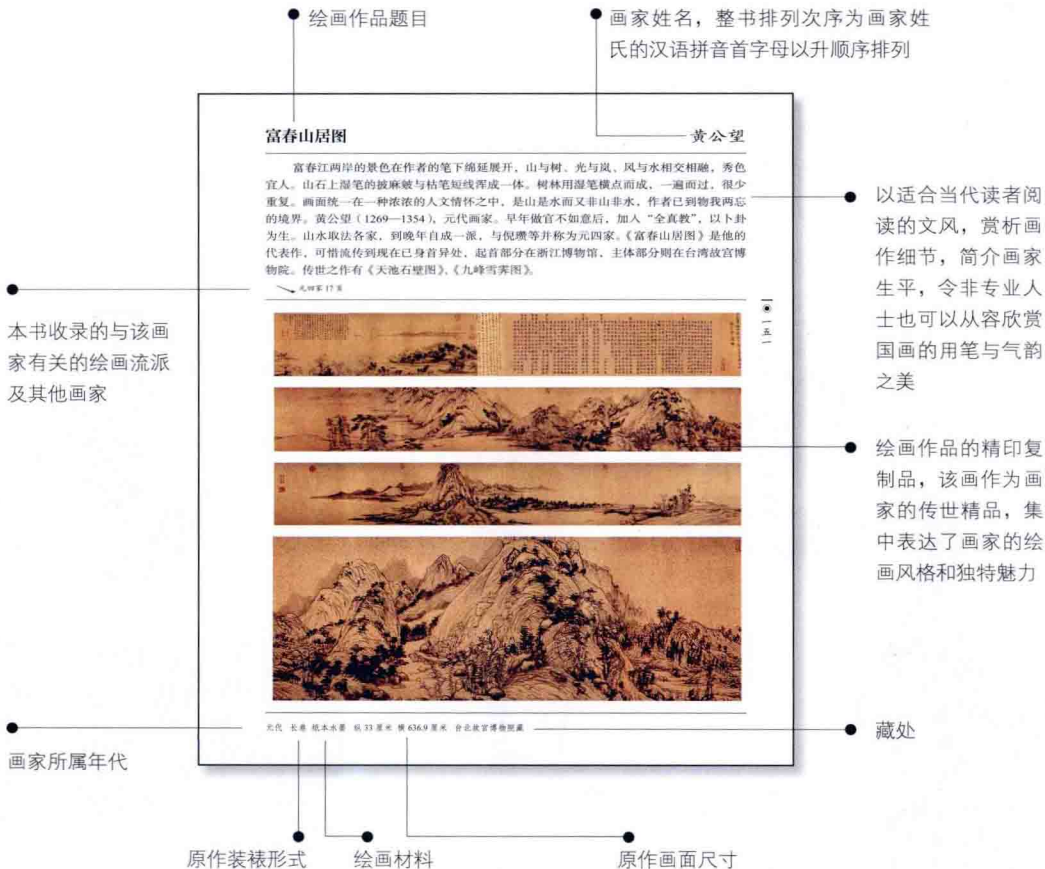 绘画作品题目
画家姓名，整书排列次序为画家姓
氏的汉语拼音首字母以升顺序排列
富春山居图
黄公望
富春江两岸的景色在作者的笔下绵延展开，山与树、光与岚、风与水相交相融，秀色
宜人。山石上湿笔的披麻皴与枯笔短线浑成一体。树林用湿笔横点而成，一遍而过，很少
重复。画面统一在一种浓浓的人文情怀之中，是山是水而又非山非水，作者已到物我两忘
的境界。黄公望（1269—1354），元代画家。早年做官不如意后，加入“全真教”，以卜卦
为生。山水取法各家，到晚年自成一派，与倪瓒等并称为元四家。《富春山居图》是他的
代表作，可惜流传到现在已身首异处，起首部分在浙江博物馆，主体部分则在台湾故宫博
物院。传世之作有《天池石壁图》、《九峰雪霁图》。
元四家 17 页
一五一
以适合当代读者阅
读的文风，赏析画
作细节，简介画家
生平，令非专业人
士也可以从容欣赏
国画的用笔与气韵
之美
本书收录的与该画
家有关的绘画流派
及其他画家
绘画作品的精印复
制品，该画作为画
家的传世精品，集
中表达了画家的绘
画风格和独特魅力
元代 长卷 纸本水墨 纵 33 厘米 横 636.9 厘米 台北故宫博物院藏
藏处
画家所属年代
原作装裱形式
绘画材料
原作画面尺寸